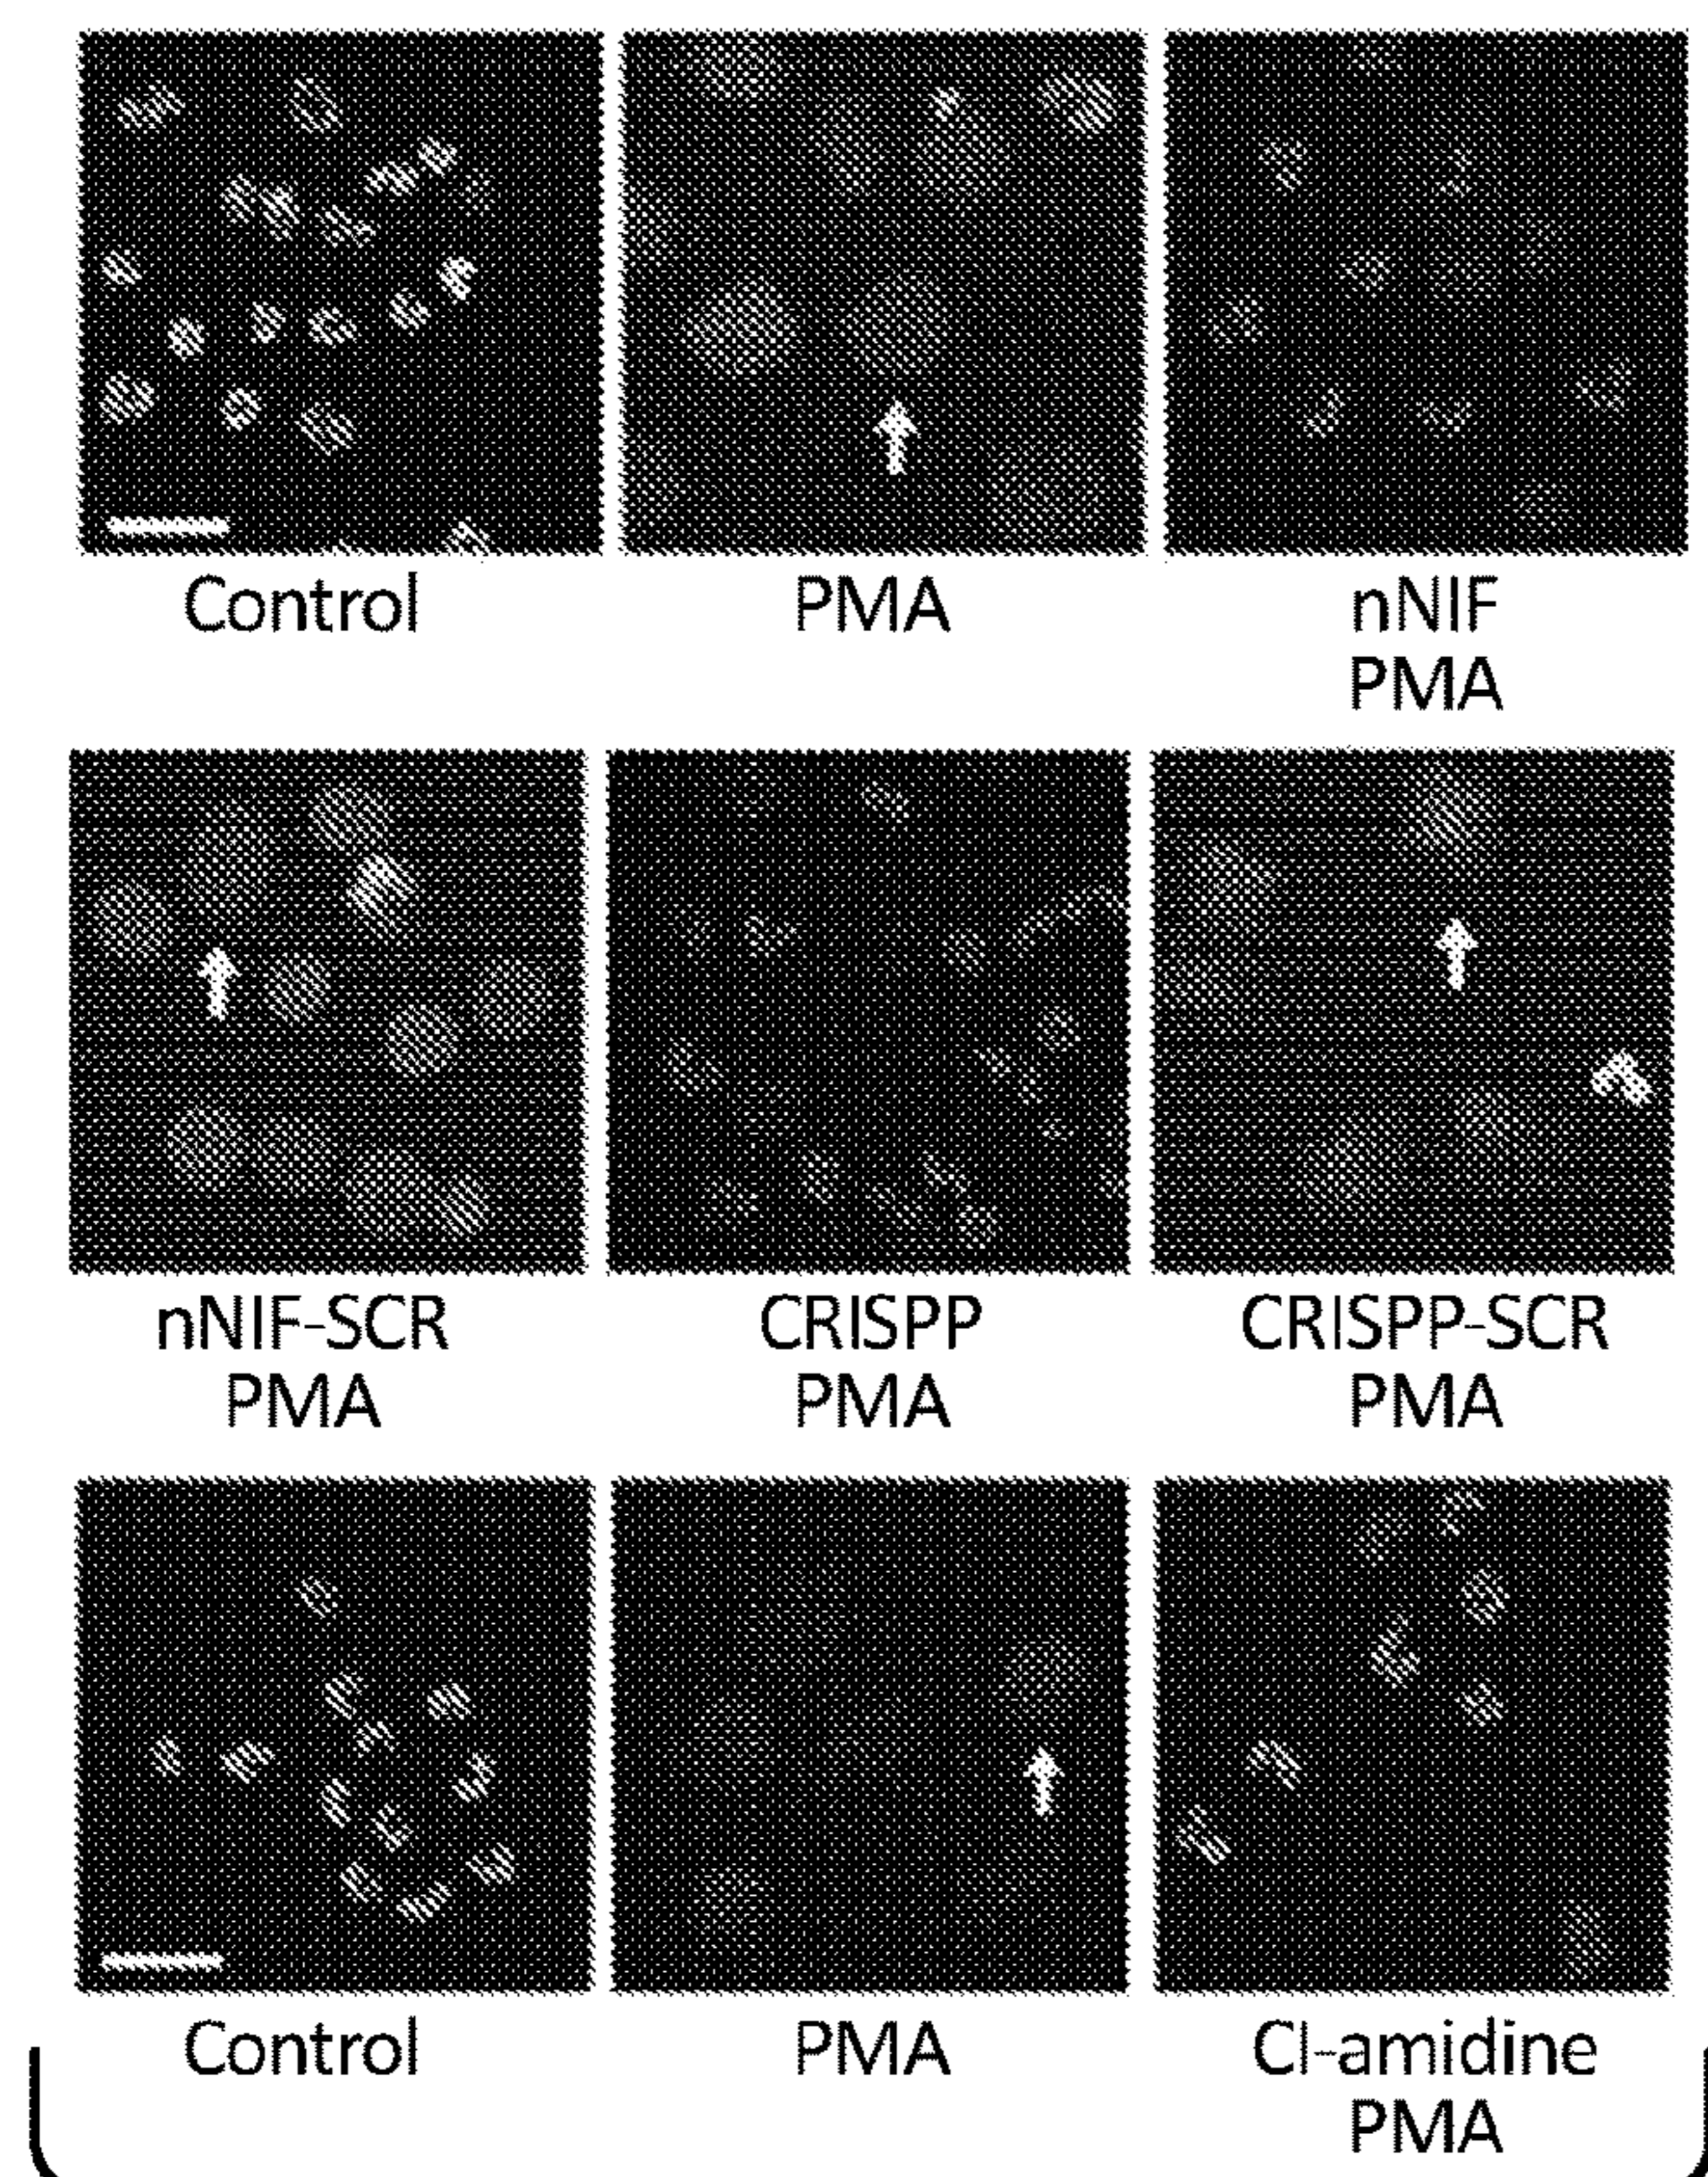 Control PMA nNIF
PMA
nNIF-SCR CRISPP CRISPP-SCR
PMA PMA PMA
Control PMA Cl-amidine
PMA